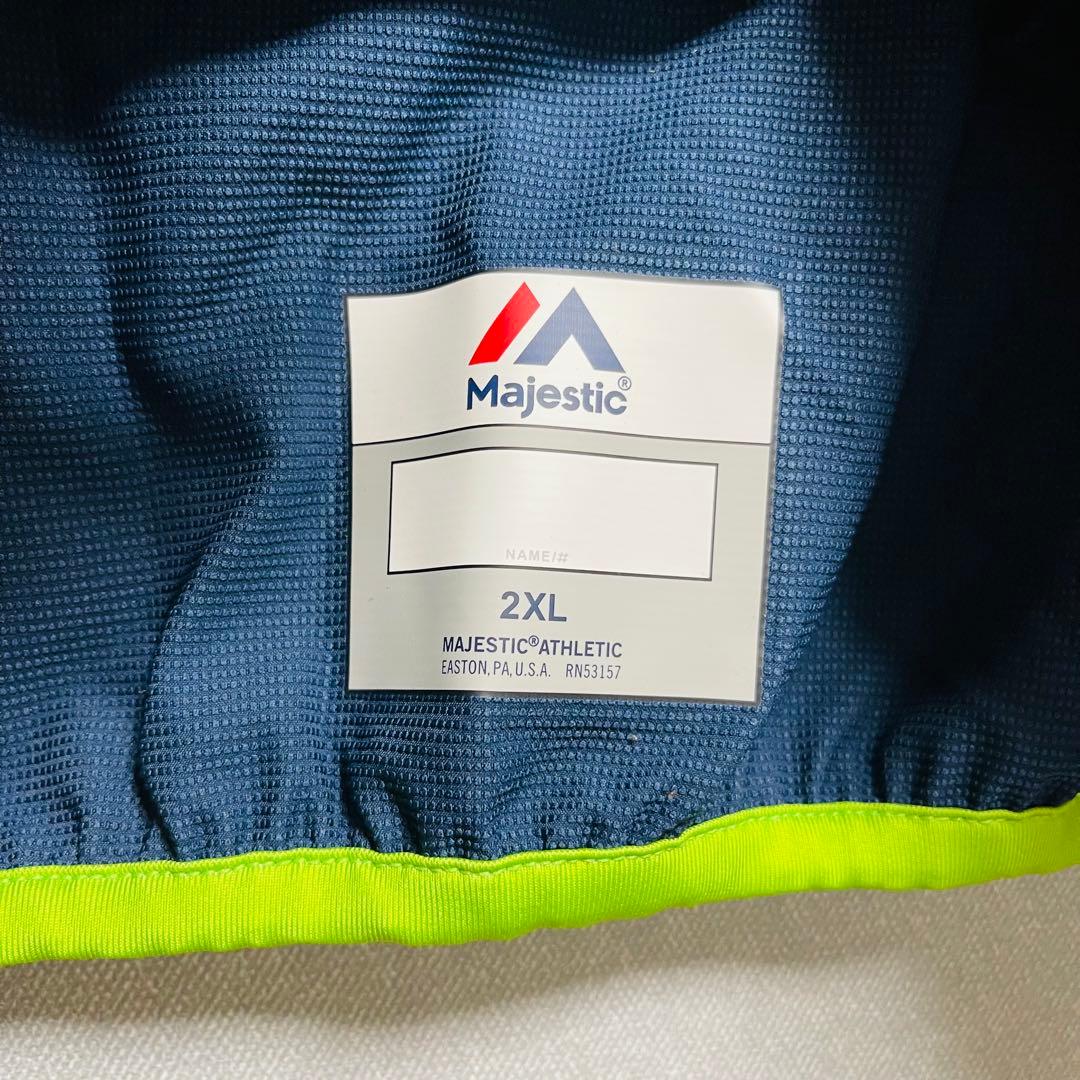 Majestic®
NAME/#
2XL
MAJESTIC®ATHLETIC
EASTON, PA, U.S.A. RN53157